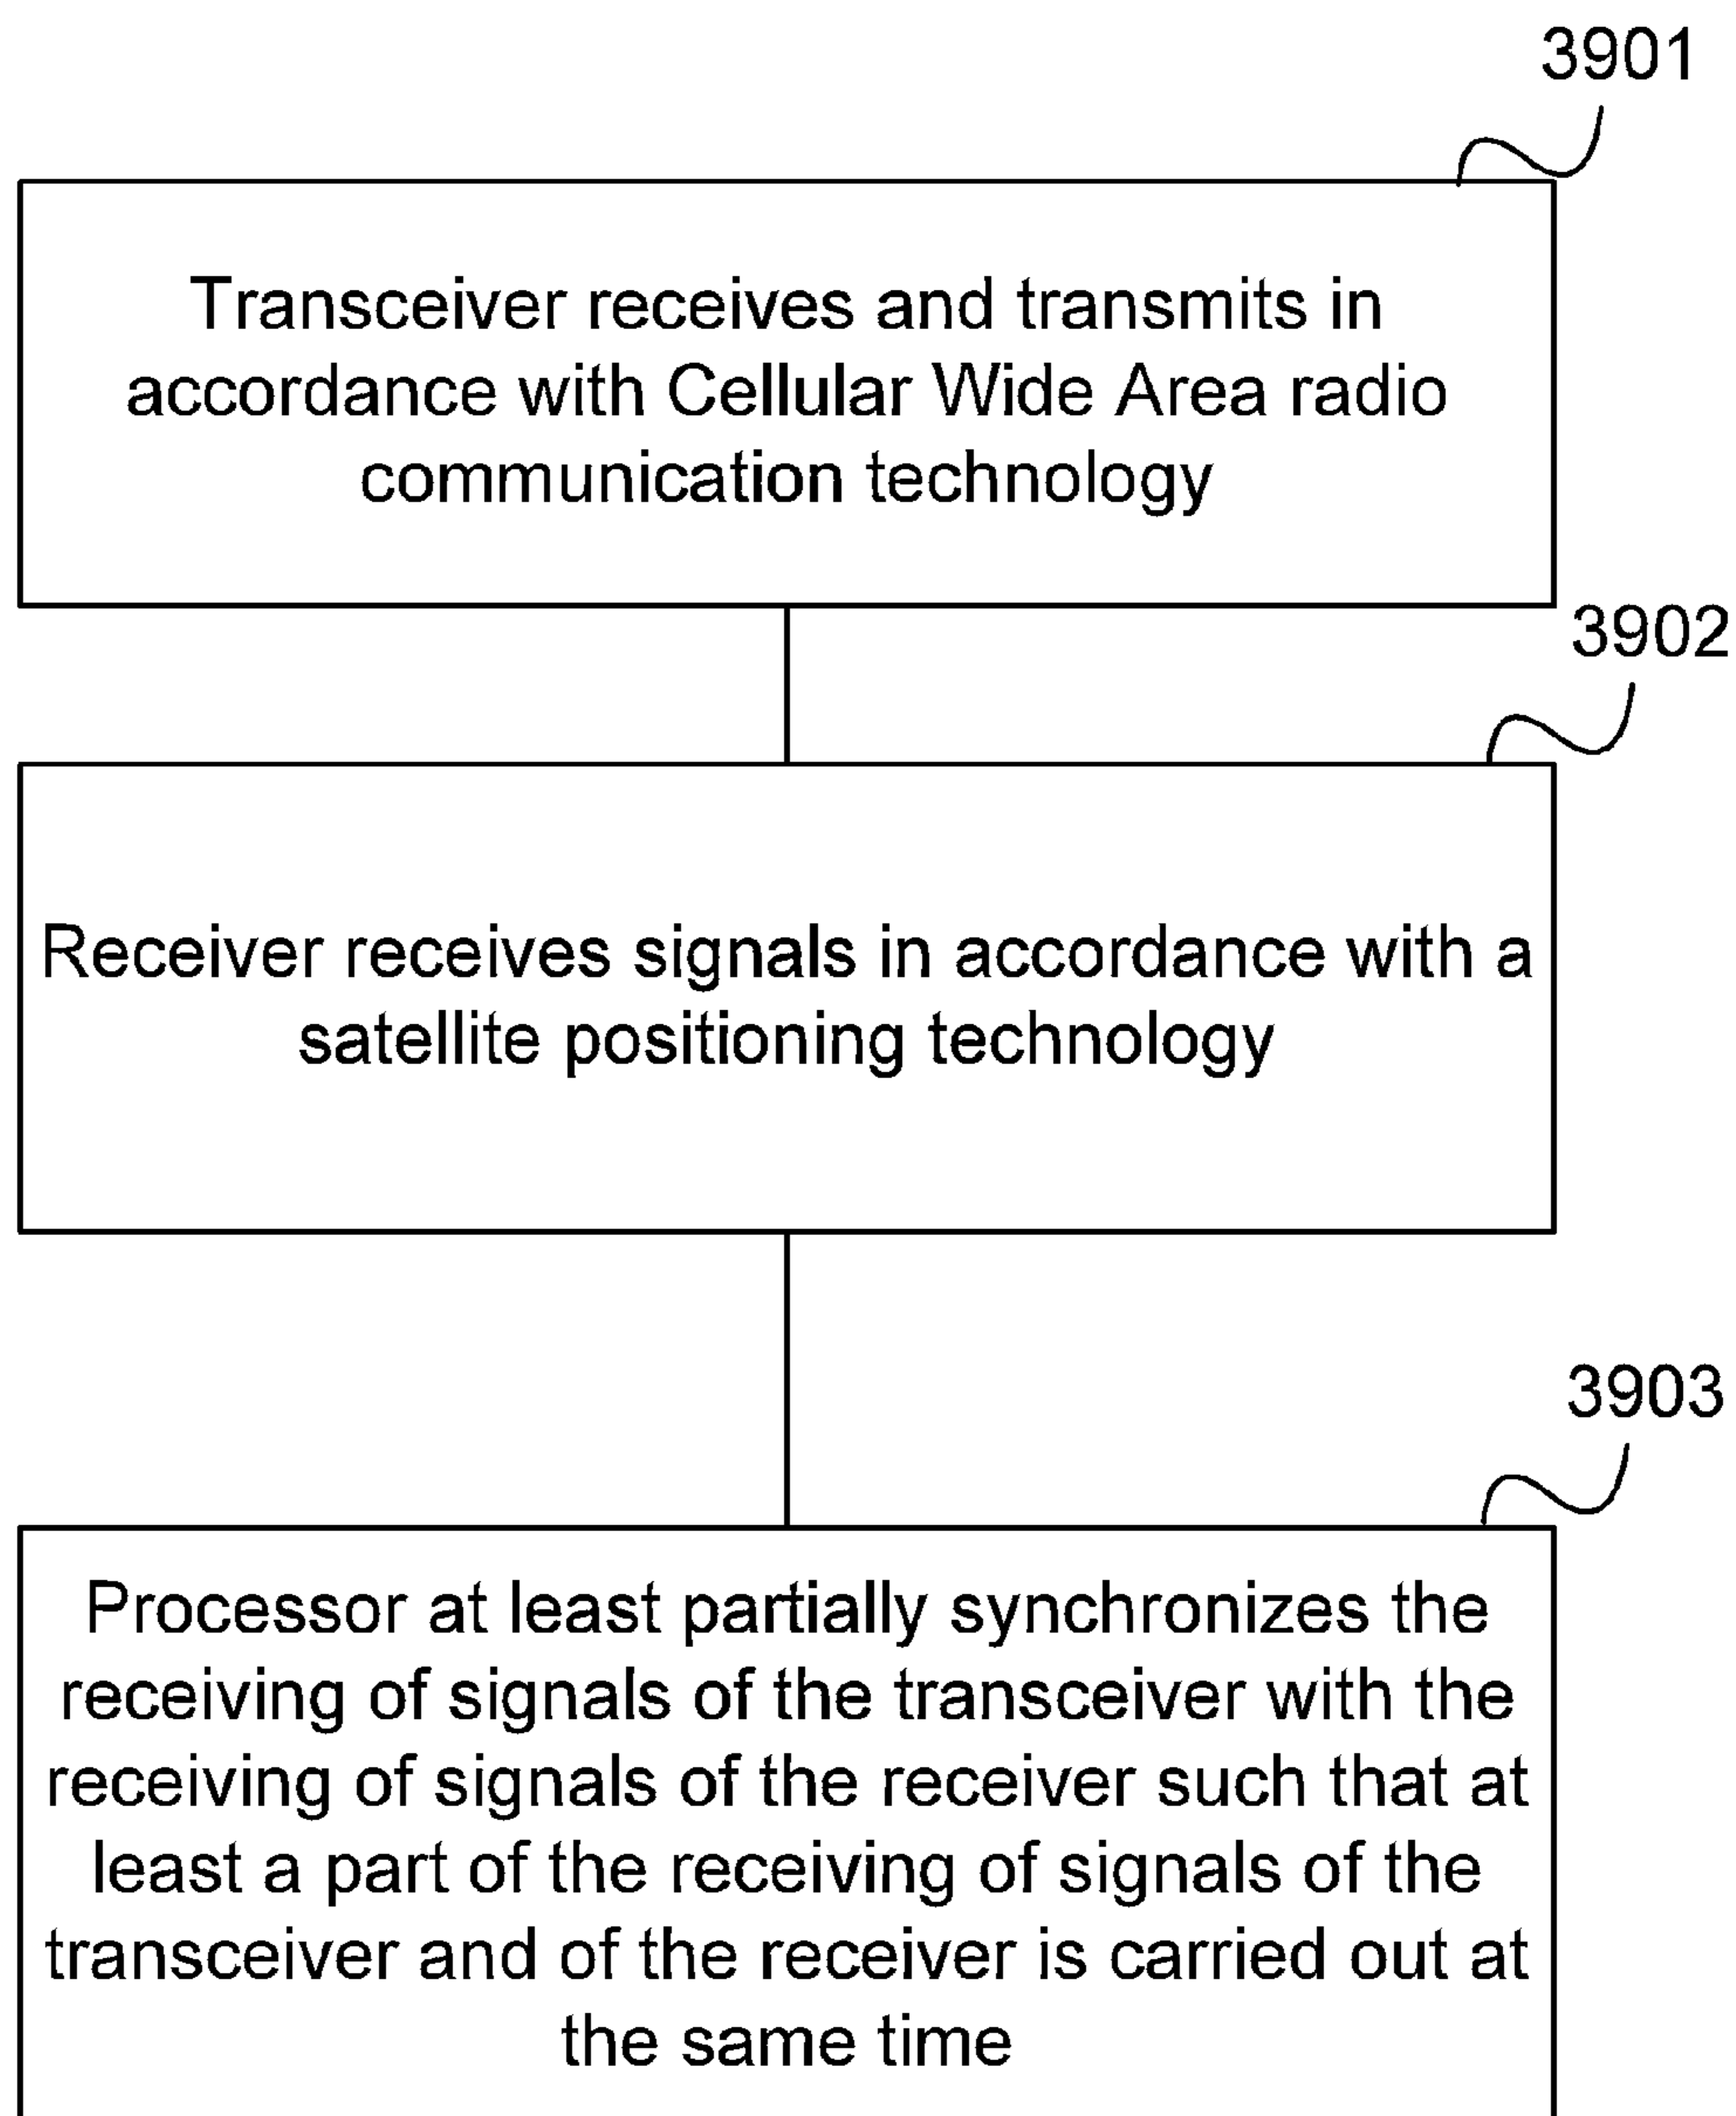 3901
Transceiver receives and transmits in
accordance with Cellular Wide Area radio
communication technology
3902
Receiver receives signals in accordance with a
satellite positioning technology
3903
Processor at least partially synchronizes the
receiving of signals of the transceiver with the
receiving of signals of the receiver such that at
least a part of the receiving of signals of the
transceiver and of the receiver is carried out at
the same time